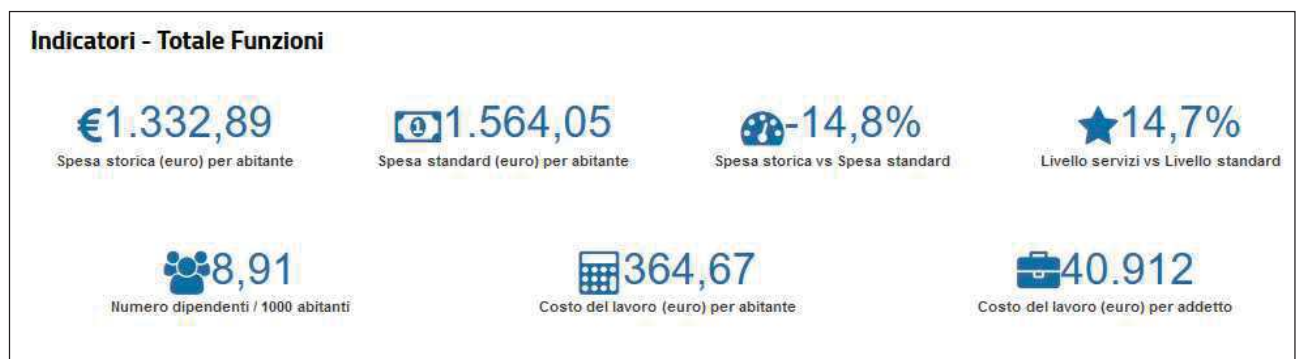 Indicatori - Totale Funzioni
€1.332,89
Spesa storica (euro) per abitante
1.564,05
Spesa standard (euro) per abitante
-14,8%
Spesa storica vs Spesa standard
14,7%
Livello servizi vs Livello standard
8,91
Numero dipendenti / 1000 abitanti
364,67
Costo del lavoro (euro) per abitante
40.912
Costo del lavoro (euro) per addetto